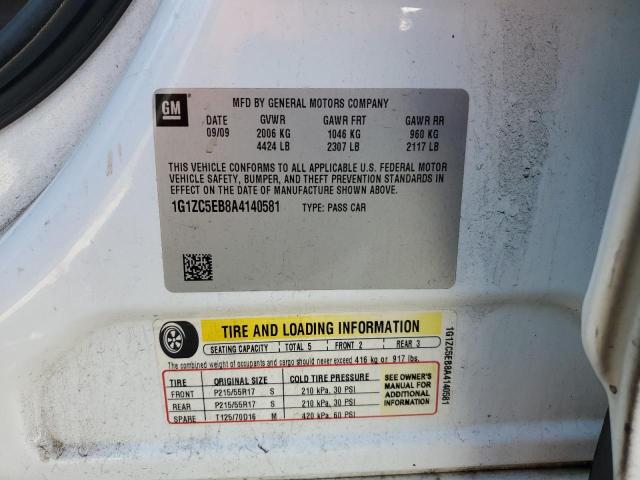 GM
MFD BY GENERAL MOTORS COMPANY
DATE GVWR GAWR FRT GAWR RR
09/09 2006 KG 1046 KG 960 KG
4424 LB 2307 LB 2117 LB
THIS VEHICLE CONFORMS TO ALL APPLICABLE U.S. FEDERAL MOTOR
VEHICLE SAFETY, BUMPER, AND THEFT PREVENTION STANDARDS IN
EFFECT ON THE DATE OF MANUFACTURE SHOWN ABOVE.
1G1ZC5EB8A4140581 TYPE: PASS CAR
TIRE AND LOADING INFORMATION
SEATING CAPACITY TOTAL 5 FRONT 2 REAR 3
The combined weight of occupants and cargo should never exceed 416 kg or 917 lbs.
TIRE ORIGINAL SIZE COLD TIRE PRESSURE
FRONT P215/55R17 S 210 kPa, 30 PSI
REAR P215/55R17 S 210 kPa, 30 PSI
SPARE T125/70D16 M 420 kPa, 60 PSI
SEE OWNER'S
MANUAL FOR
ADDITIONAL
INFORMATION
1G1ZC5EB8A4140581